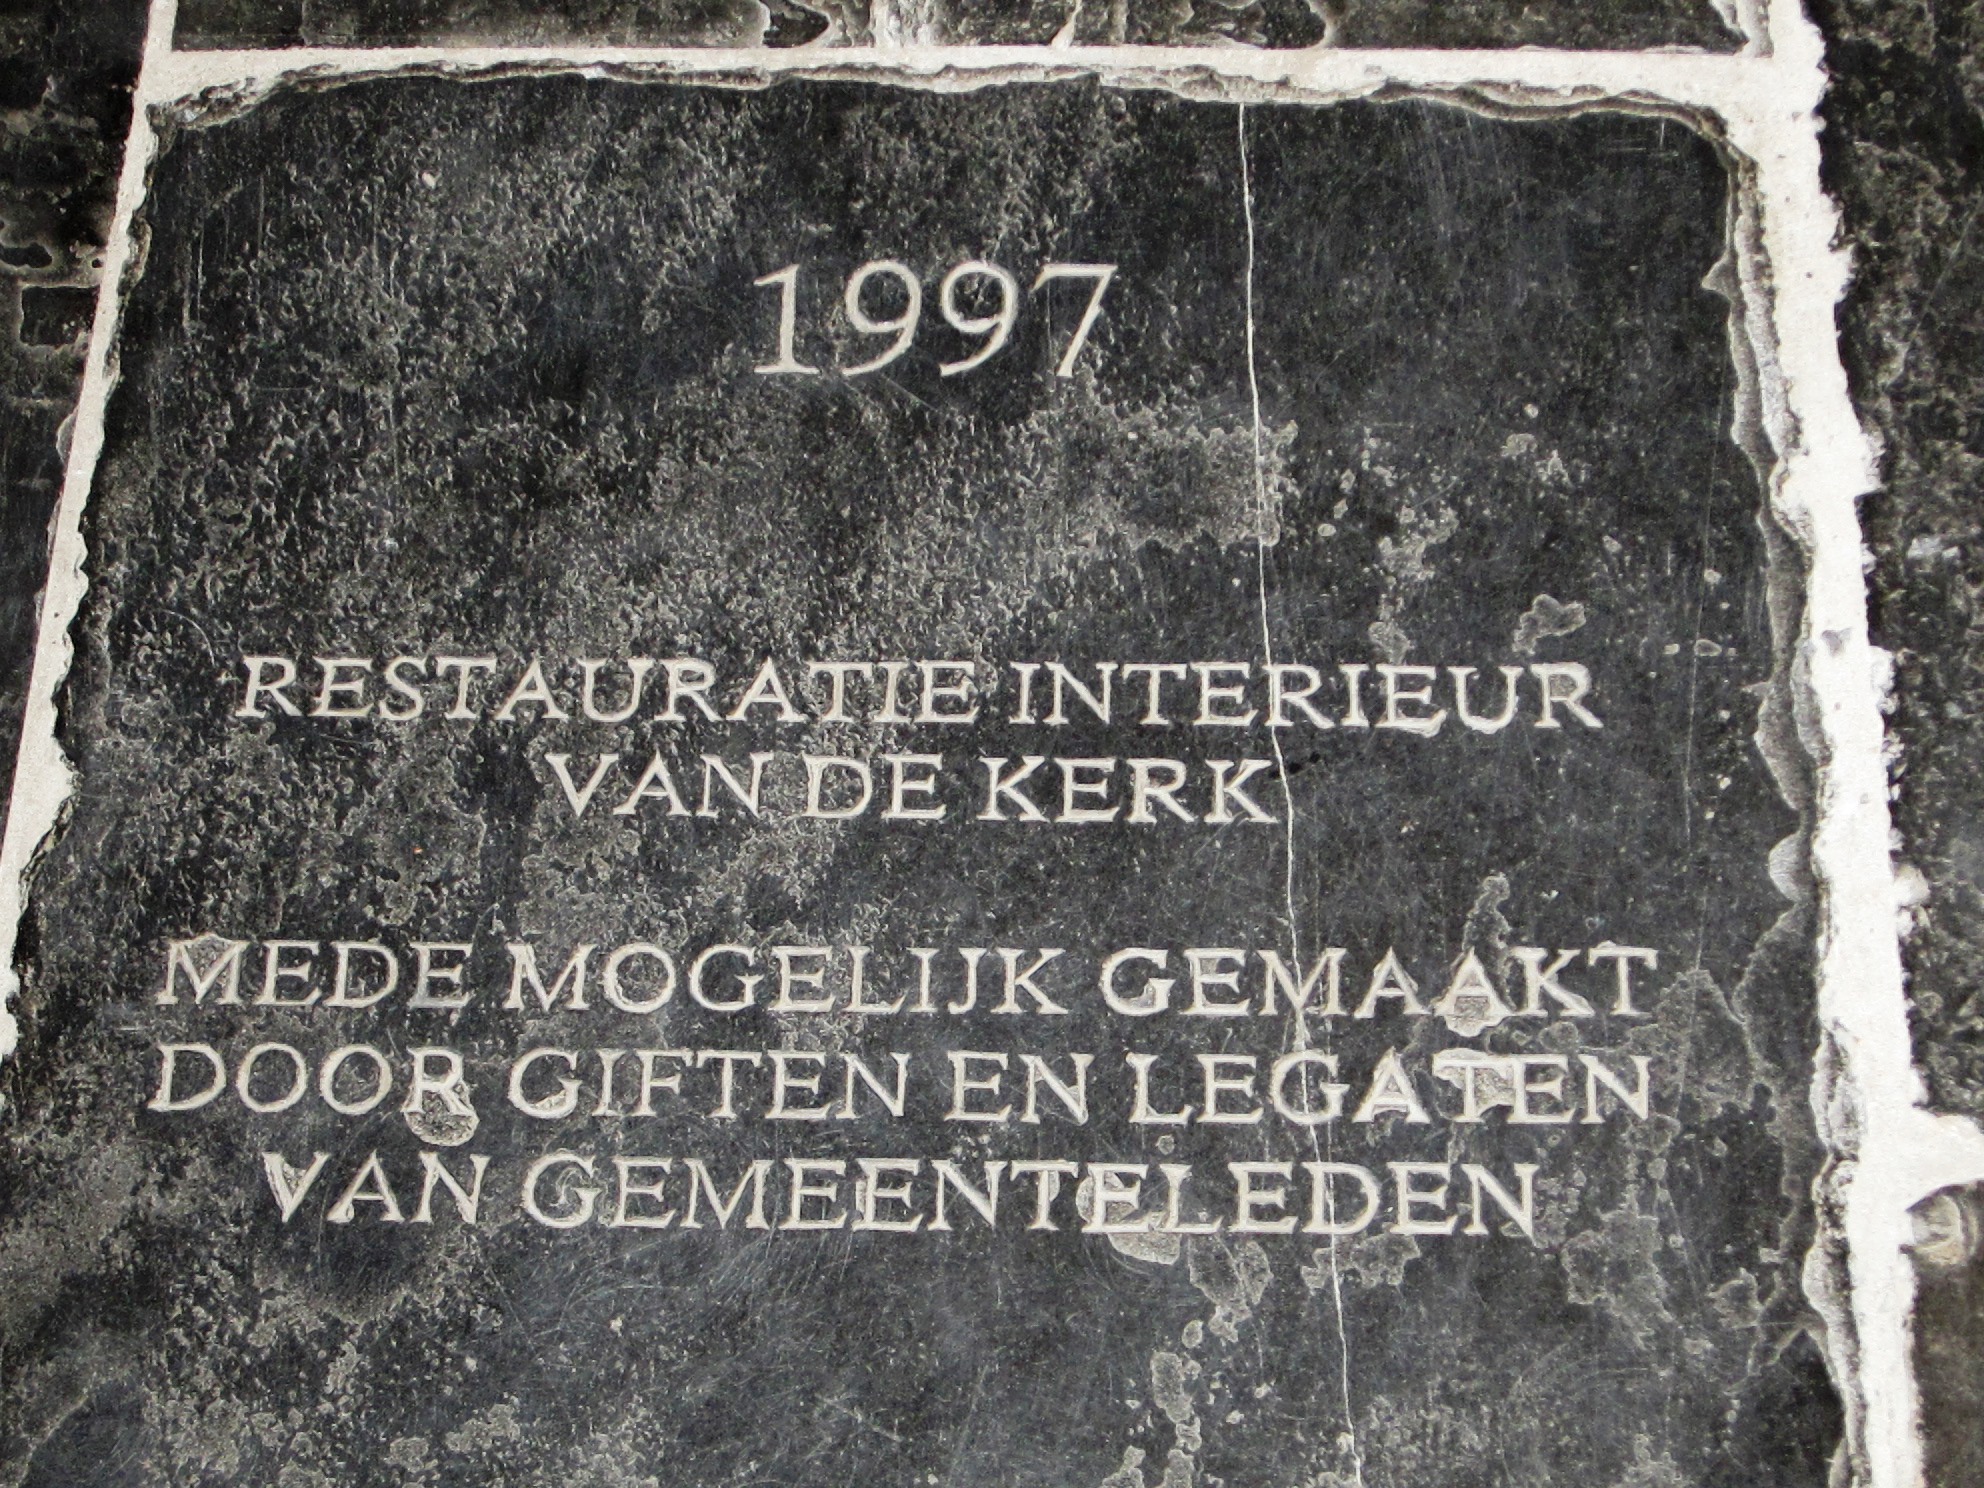 1997
RESTAURATIE INTERIEUR
VAN DE KERK
MEDE MOGELIJK GEMAAKT
DOOR GIFTEN EN LEGATEN
VAN GEMEENTELEDEN